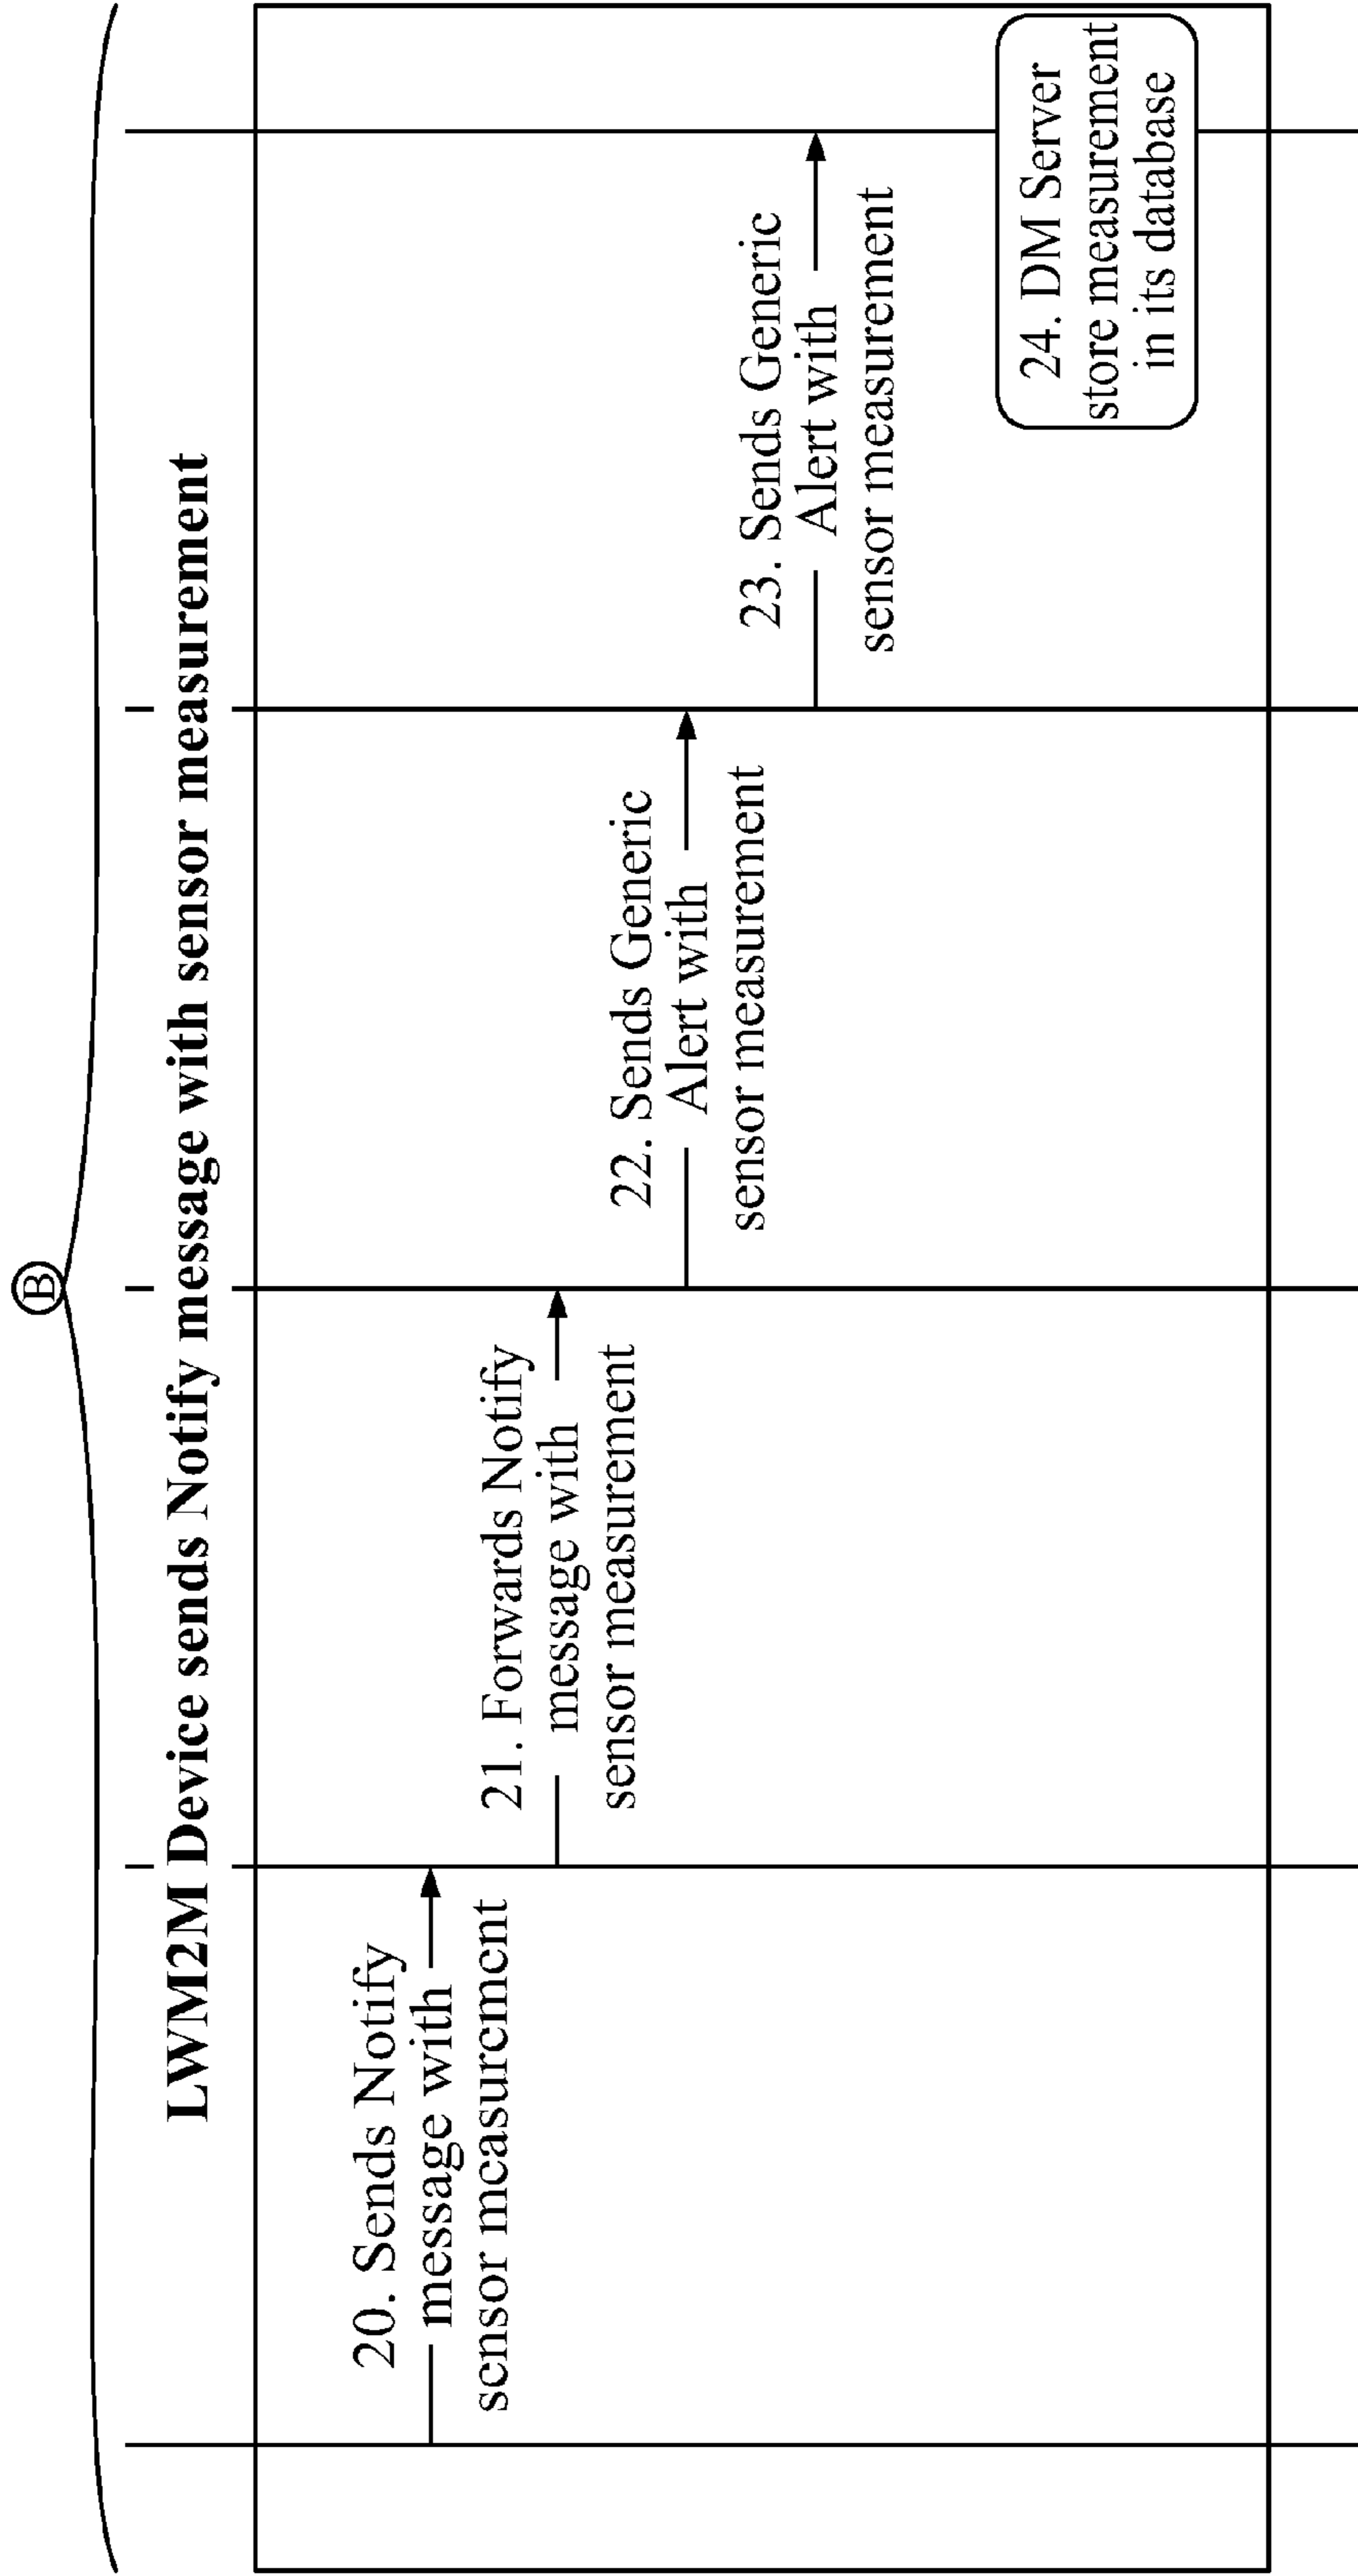 B
LWM2M Device sends Notify message with sensor measurement
20. Sends Notify
message with
sensor measurement
21. Forwards Notify
message with
sensor measurement
22. Sends Generic
Alert with
sensor measurement
23. Sends Generic
Alert with
sensor measurement
24. DM Server
store measurement
in its database